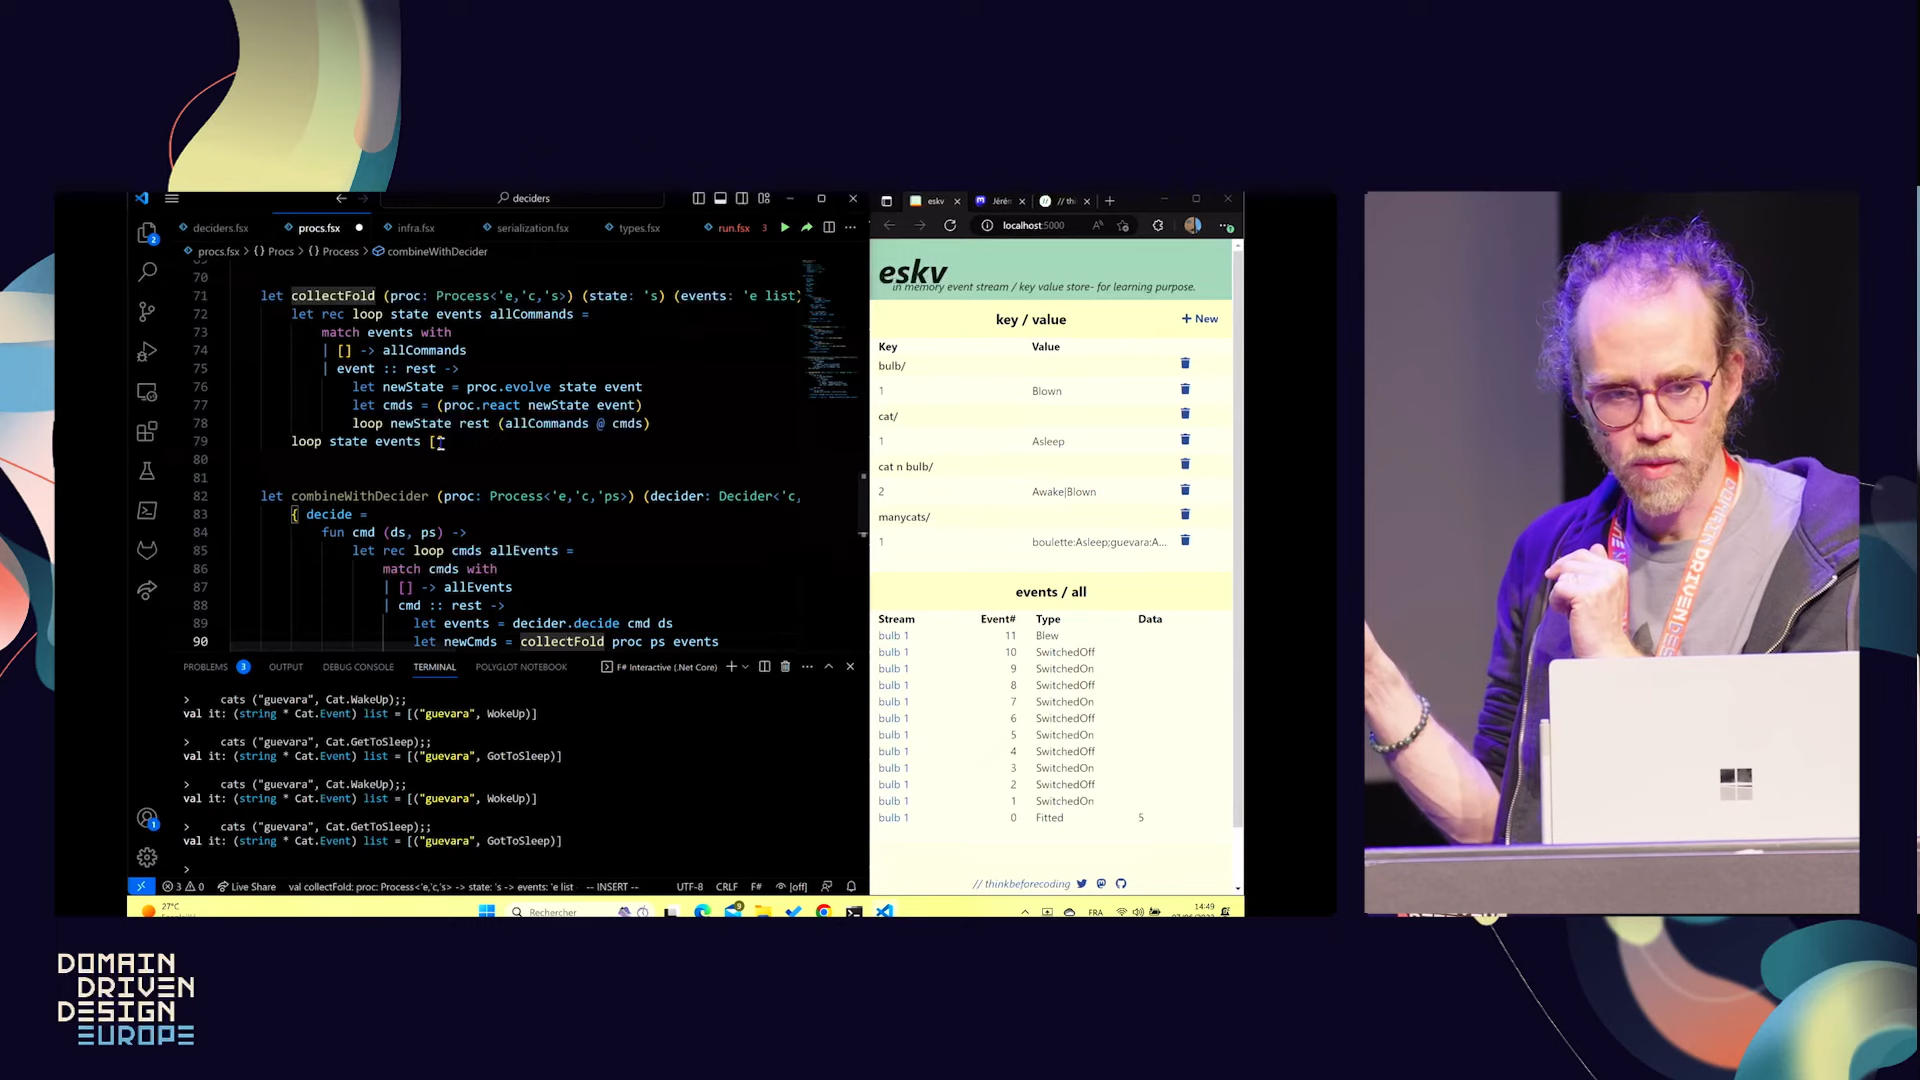 deciders
deciders.fsx
procs.fsx
infra.fsx
serialization.fsx
types.fsx
run.fsx 3
procs.fsx > {} Procs > {} Process > combineWithDecider
70
71 let collectFold (proc: Process<'e,'c,'s>) (state: 's) (events: 'e list)
72 let rec loop state events allCommands =
73 match events with
74 | [] -> allCommands
75 | event :: rest ->
76 let newState = proc.evolve state event
77 let cmds = (proc.react newState event)
78 loop newState rest (allCommands @ cmds)
79 loop state events [
80
81
82 let combineWithDecider (proc: Process<'e,'c,'ps>) (decider: Decider<'c,
83 { decide =
84 fun cmd (ds, ps) ->
85 let rec loop cmds allEvents =
86 match cmds with
87 | [] -> allEvents
88 | cmd :: rest ->
89 let events = decider.decide cmd ds
90 let newCmds = collectFold proc ps events
PROBLEMS 3 OUTPUT DEBUG CONSOLE TERMINAL POLYGLOT NOTEBOOK F# Interactive (.Net Core)
> cats ("guevara", Cat.WakeUp);;
val it: (string * Cat.Event) list = [("guevara", WokeUp)]
> cats ("guevara", Cat.GetToSleep);;
val it: (string * Cat.Event) list = [("guevara", GotToSleep)]
> cats ("guevara", Cat.WakeUp);;
val it: (string * Cat.Event) list = [("guevara", WokeUp)]
> cats ("guevara", Cat.GetToSleep);;
val it: (string * Cat.Event) list = [("guevara", GotToSleep)]
>
3 0 Live Share val collectFold: proc: Process<'e,'c,'s> -> state: 's -> events: 'e list -- INSERT -- UTF-8 CRLF F# [off]
eskv
Jérén
// thi
localhost:5000
eskv
in memory event stream / key value store- for learning purpose.
key / value
+ New
Key Value
bulb/
1 Blown
cat/
1 Asleep
cat n bulb/
2 Awake|Blown
manycats/
1 boulette:Asleep;guevara:A...
events / all
Stream Event# Type Data
bulb 1 11 Blew
bulb 1 10 SwitchedOff
bulb 1 9 SwitchedOn
bulb 1 8 SwitchedOff
bulb 1 7 SwitchedOn
bulb 1 6 SwitchedOff
bulb 1 5 SwitchedOn
bulb 1 4 SwitchedOff
bulb 1 3 SwitchedOn
bulb 1 2 SwitchedOff
bulb 1 1 SwitchedOn
bulb 1 0 Fitted 5
// thinkbeforecoding
27°C
Rechercher
FRA
14:49
DOMAIN
DRIVEN
DESIGN
EUROPE